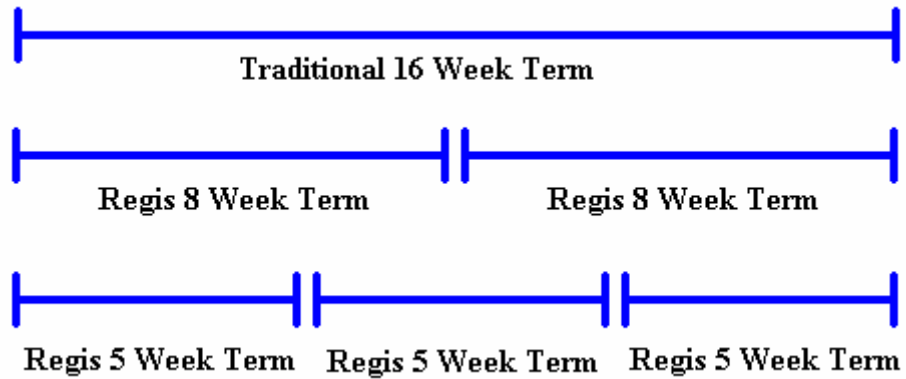 Traditional 16 Week Term
Regis 8 Week Term Regis 8 Week Term
Regis 5 Week Term Regis 5 Week Term Regis 5 Week Term